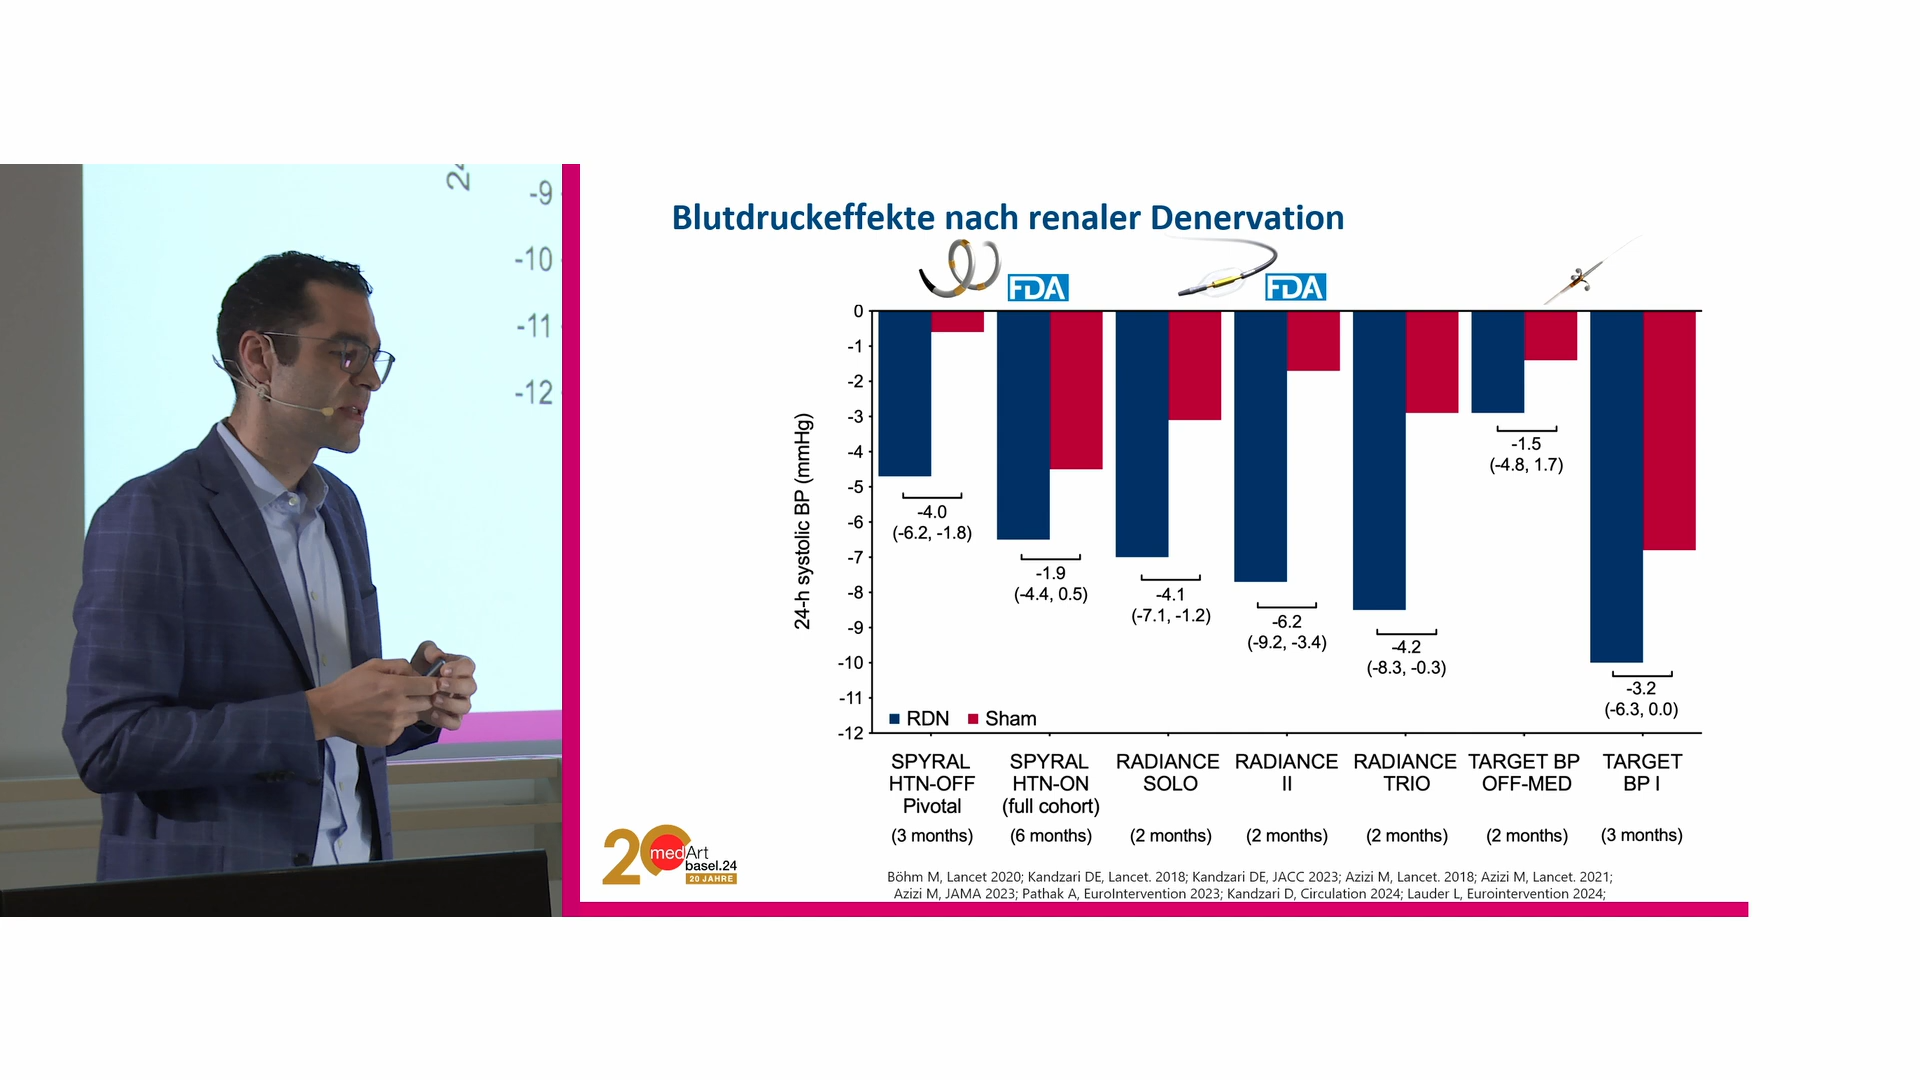 24
-9
-10
-11
-12
Blutdruckeffekte nach renaler Denervation
FDA
FDA
24-h systolic BP (mmHg)
0
-1
-2
-3
-4
-5
-6
-7
-8
-9
-10
-11
-12
-4.0
(-6.2, -1.8)
-1.9
(-4.4, 0.5)
-4.1
(-7.1, -1.2)
-6.2
(-9.2, -3.4)
-4.2
(-8.3, -0.3)
-1.5
(-4.8, 1.7)
-3.2
(-6.3, 0.0)
RDN
Sham
SPYRAL
HTN-OFF
Pivotal
(3 months)
SPYRAL
HTN-ON
(full cohort)
(6 months)
RADIANCE
SOLO
(2 months)
RADIANCE
II
(2 months)
RADIANCE
TRIO
(2 months)
TARGET BP
OFF-MED
(2 months)
TARGET
BP I
(3 months)
20
medArt
basel.24
20 JAHRE
Böhm M, Lancet 2020; Kandzari DE, Lancet. 2018; Kandzari DE, JACC 2023; Azizi M, Lancet. 2018; Azizi M, Lancet. 2021;
Azizi M, JAMA 2023; Pathak A, EuroIntervention 2023; Kandzari D, Circulation 2024; Lauder L, Eurointervention 2024;